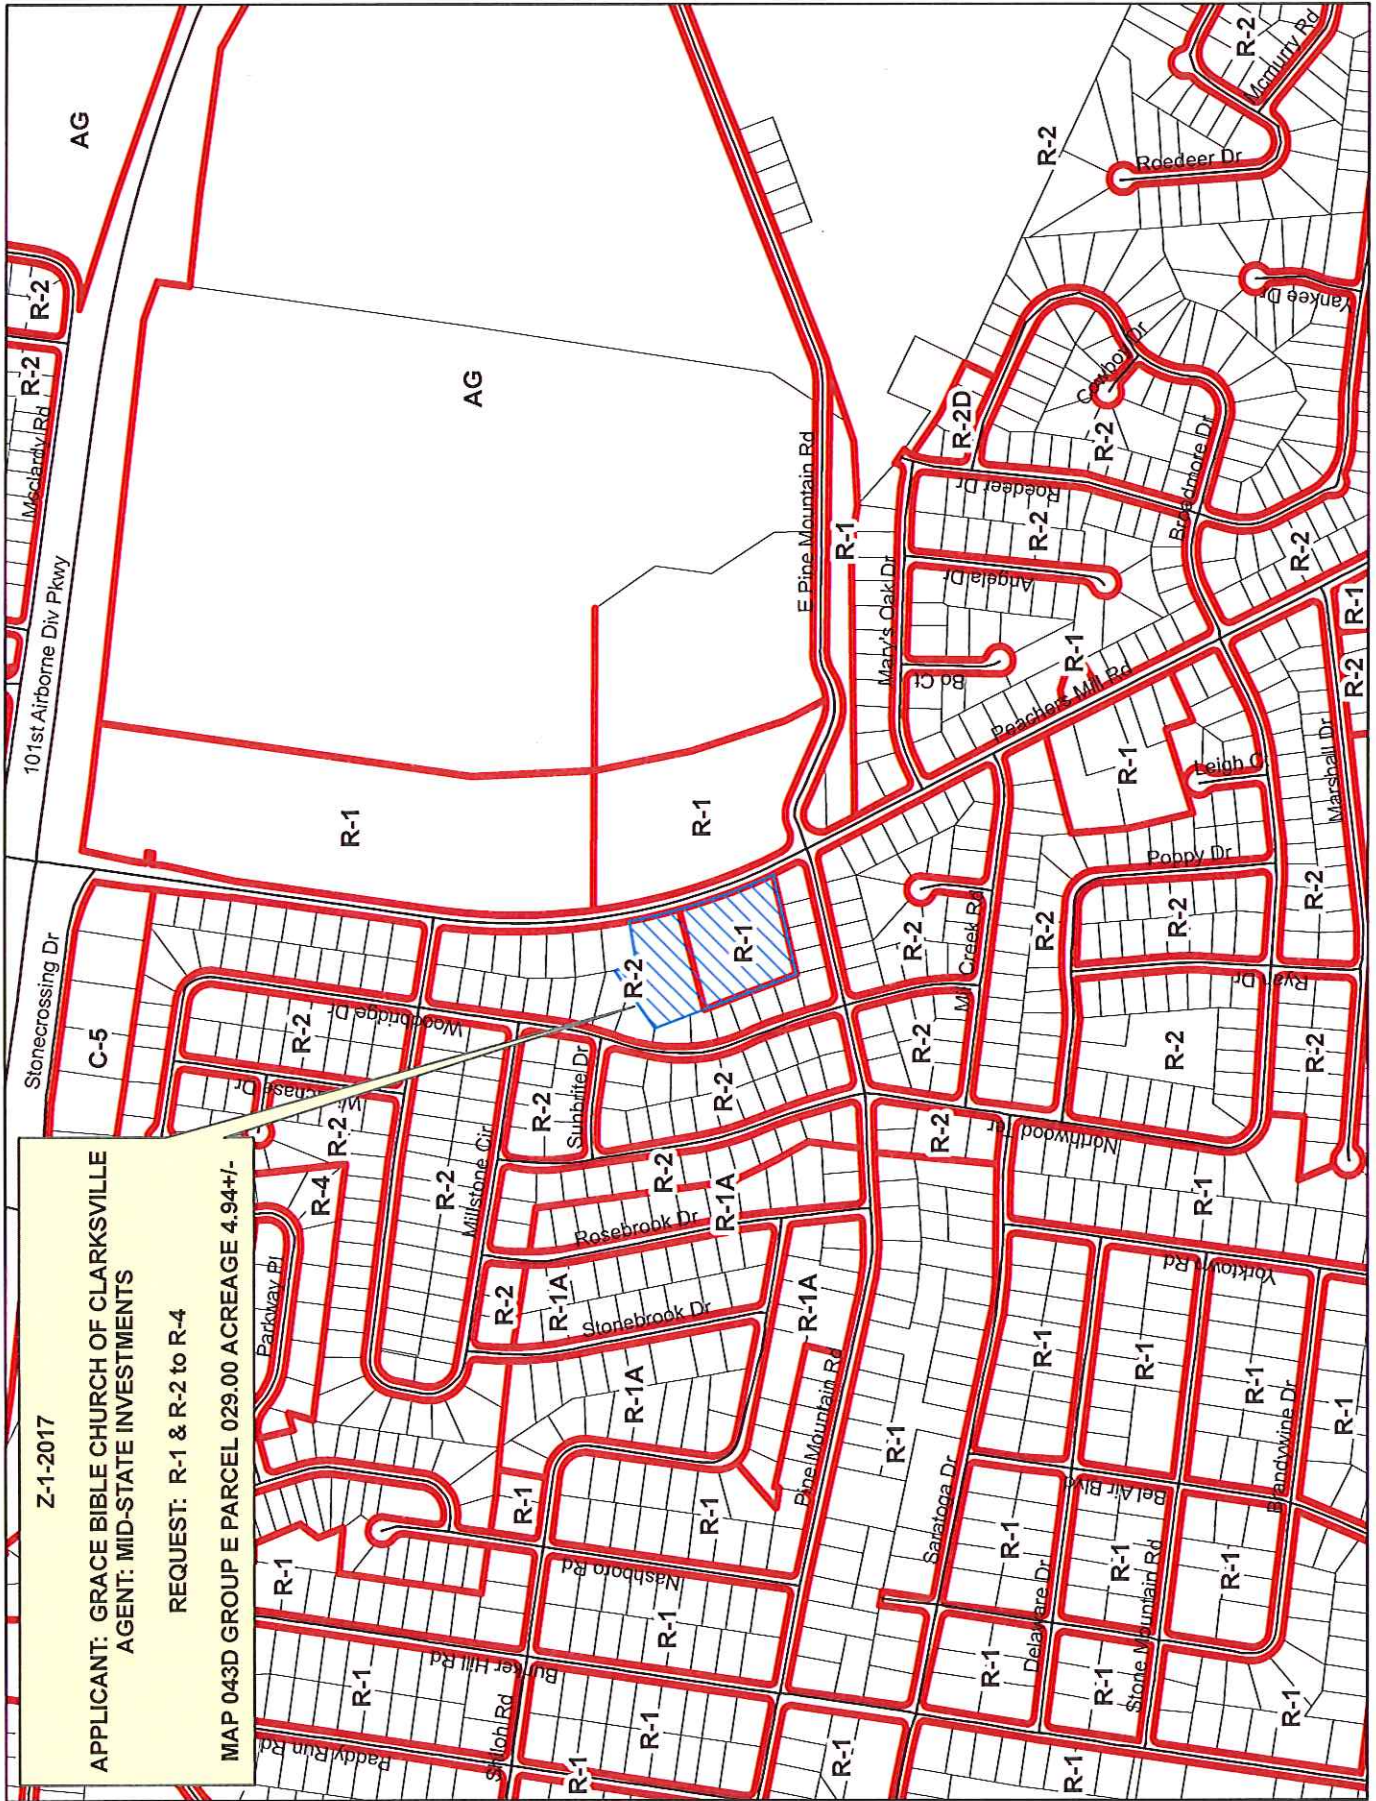 Z-1-2017
APPLICANT: GRACE BIBLE CHURCH OF CLARKSVILLE
AGENT: MID-STATE INVESTMENTS
REQUEST: R-1 & R-2 to R-4
MAP 043D GROUP E PARCEL 029.00 ACREAGE 4.94+/-
Stonecrossing Dr
101st Airborne Div Pkwy
Msclardy Rd
R-2
R-2
AG
C-5
R-1
AG
R-1
R-2
R-1
Parkway Pl
R-4
R-2
R-2
Woodbridge Dr
Millstone Cir
R-2
R-2
Sunbrite Dr
R-2
R-2
R-1A
Rosebrook Dr
R-2
R-1A
Stonebrook Dr
R-1A
R-1A
Pine Mountain Rd
E Pine Mountain Rd
R-1
Paddy Run Rd
R-1
R-1
Bunker Hill Rd
Shiloh Rd
R-1
R-1
R-1
R-1
Nashboro Rd
R-1
R-1
R-1
Saratoga Dr
R-1
R-1
Delaware Dr
R-1
R-1
Stone Mountain Rd
R-1
R-1
R-1
Bel Air Blvd
R-1
R-1
R-1
Brandywine Dr
R-1
Yorktown Rd
R-1
Northwood Ter
R-2
R-2
R-2
Mill Creek Rd
R-2
R-2
R-2
Ryan Dr
R-2
R-2
Poppy Dr
Leigh C
R-1
Marshall Dr
R-2
R-1
Peachers Mill Rd
R-1
Bo Ct
Mary's Oak Dr
Angela Dr
R-2
Roedeer Dr
R-2D
R-2
Cowboy Dr
Broadmore Dr
R-2
Yankee Dr
R-2
Roedeer Dr
R-2
Mcmurry Rd